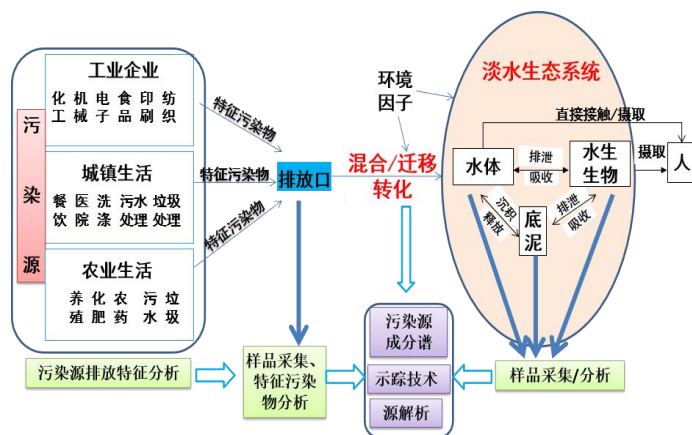 污染源
工业企业
化 机 电 食 印 纺
工 械 子 品 刷 织
城镇生活
餐 医 洗 污水 垃圾
饮 院 涤 处理 处理
农业生活
养 化 农 污 垃
殖 肥 药 水 圾
特征污染物
特征污染物
特征污染物
排放口
环境
因子
混合/迁移
转化
淡水生态系统
直接接触/摄取
水体
排泄
吸收
水生
生物
摄取
人
沉积
释放
底
泥
排泄
吸收
污染源排放特征分析
样品采集、
特征污染
物分析
污染源
成分谱
示踪技术
源解析
样品采集/分析